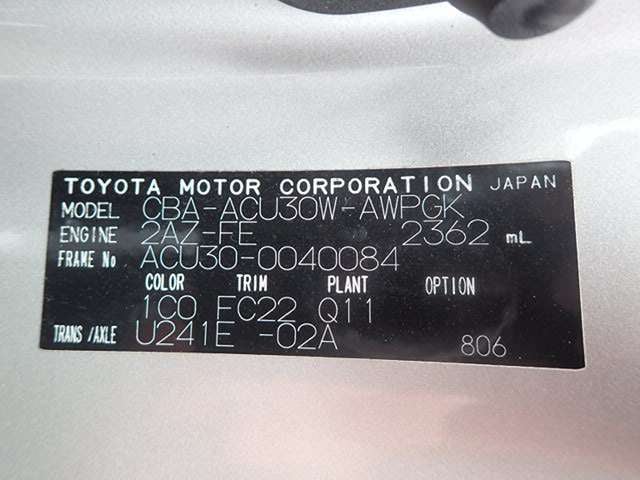 TOYOTA MOTOR CORPORATION JAPAN
MODEL CBA-ACU30W-AWPGK
ENGINE 2AZ-FE 2362 mL
FRAME No ACU30-0040084
COLOR TRIM PLANT OPTION
1C0 FC22 Q11
TRANS/AXLE U241E -02A 806